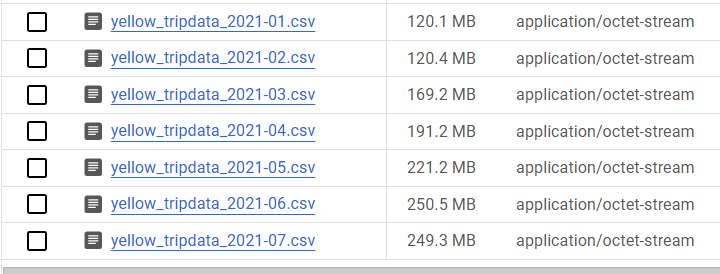 yellow_tripdata_2021-01.csv 120.1 MB application/octet-stream
yellow_tripdata_2021-02.csv 120.4 MB application/octet-stream
yellow_tripdata_2021-03.csv 169.2 MB application/octet-stream
yellow_tripdata_2021-04.csv 191.2 MB application/octet-stream
yellow_tripdata_2021-05.csv 221.2 MB application/octet-stream
yellow_tripdata_2021-06.csv 250.5 MB application/octet-stream
yellow_tripdata_2021-07.csv 249.3 MB application/octet-stream